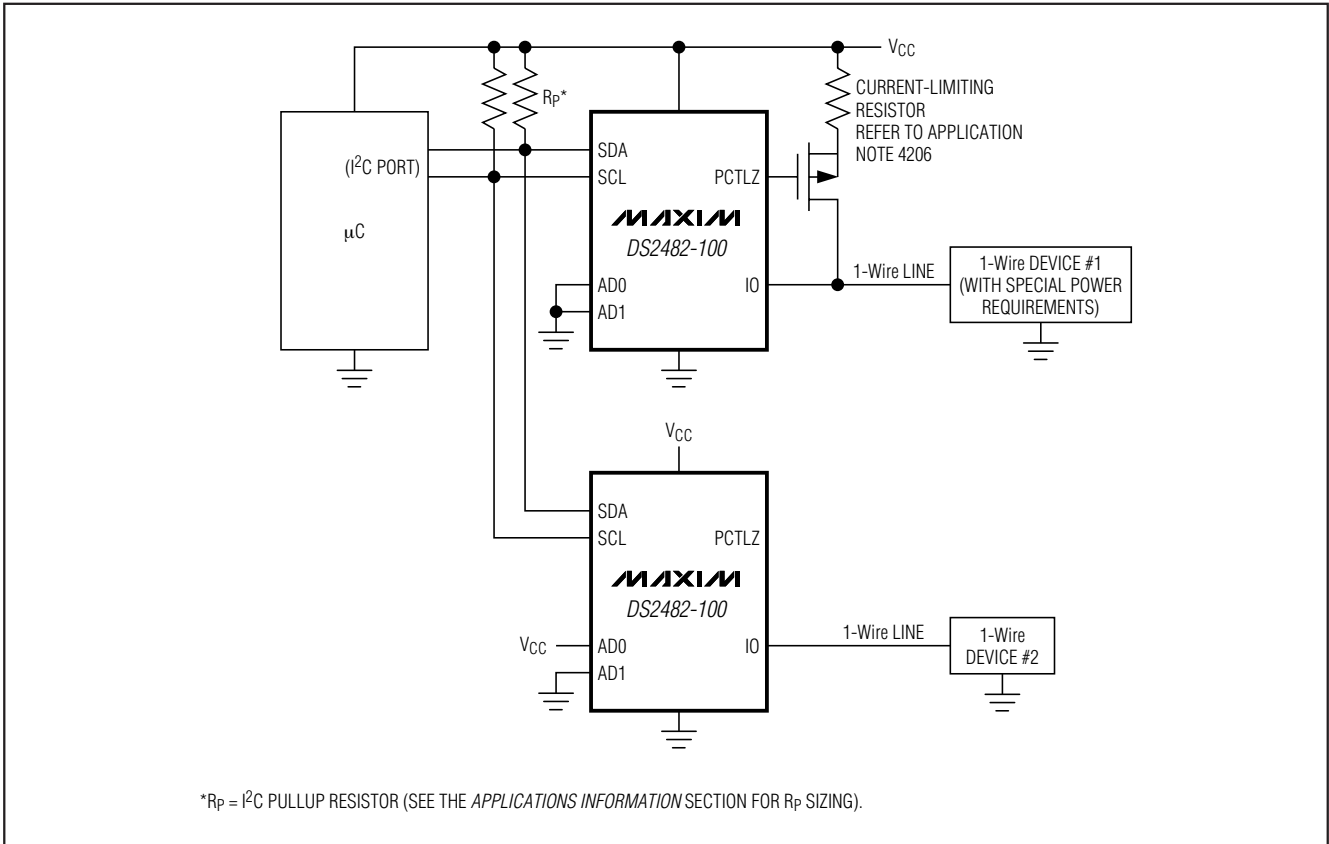 VCC
CURRENT-LIMITING
RESISTOR
REFER TO APPLICATION
NOTE 4206
RP*
(I2C PORT)
μC
SDA
SCL
PCTLZ
MAXIM
DS2482-100
AD0
AD1
IO
1-Wire LINE
1-Wire DEVICE #1
(WITH SPECIAL POWER
REQUIREMENTS)
VCC
SDA
SCL
PCTLZ
MAXIM
DS2482-100
VCC
AD0
AD1
IO
1-Wire LINE
1-Wire
DEVICE #2
*RP = I2C PULLUP RESISTOR (SEE THE APPLICATIONS INFORMATION SECTION FOR RP SIZING).